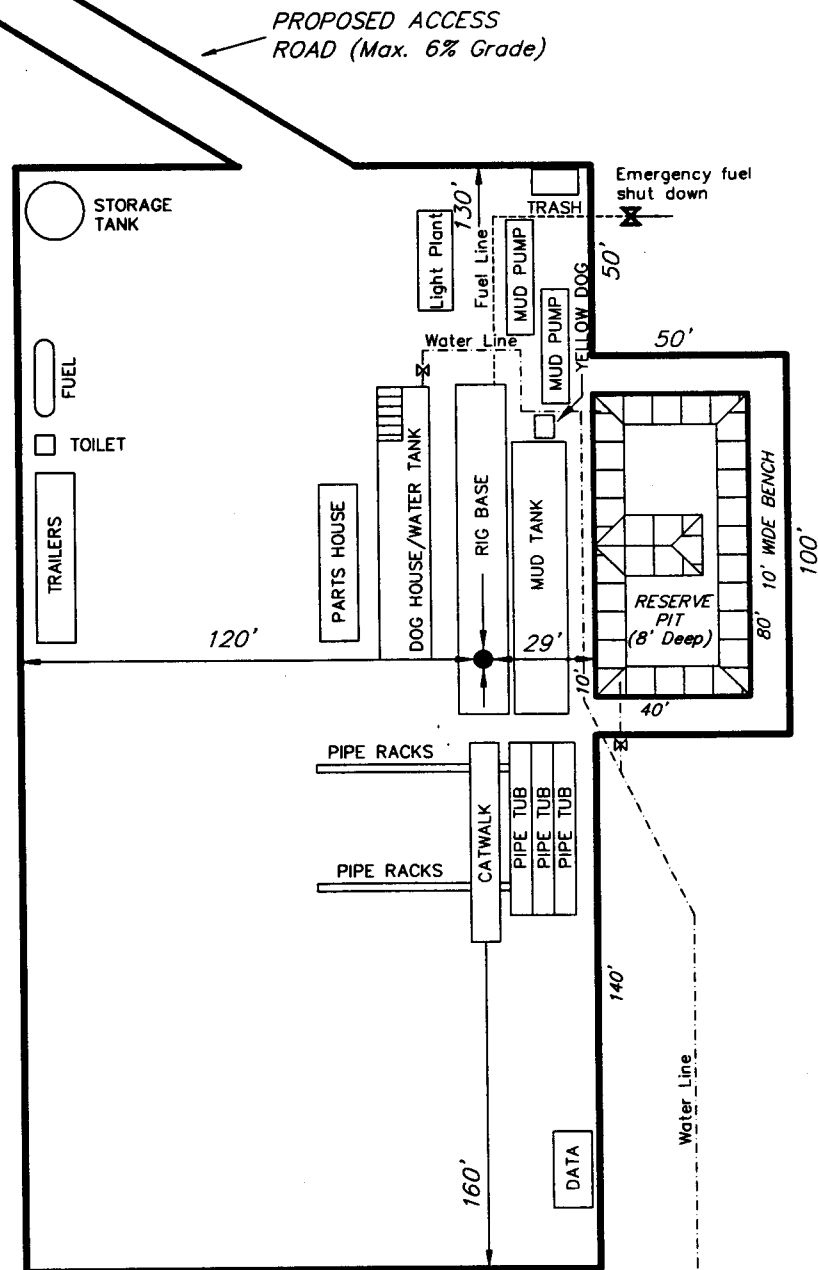 PROPOSED ACCESS
ROAD (Max. 6% Grade)
STORAGE
TANK
130'
TRASH
Emergency fuel
shut down
Light Plant
Fuel Line
MUD PUMP
50'
MUD PUMP
YELLOW DOG
50'
Water Line
FUEL
TOILET
TRAILERS
PARTS HOUSE
DOG HOUSE/WATER TANK
RIG BASE
MUD TANK
RESERVE
PIT
(8' Deep)
80'
10' WIDE BENCH
100'
120'
29'
10'
40'
PIPE RACKS
PIPE RACKS
CATWALK
PIPE TUB
PIPE TUB
PIPE TUB
140'
Water Line
160'
DATA